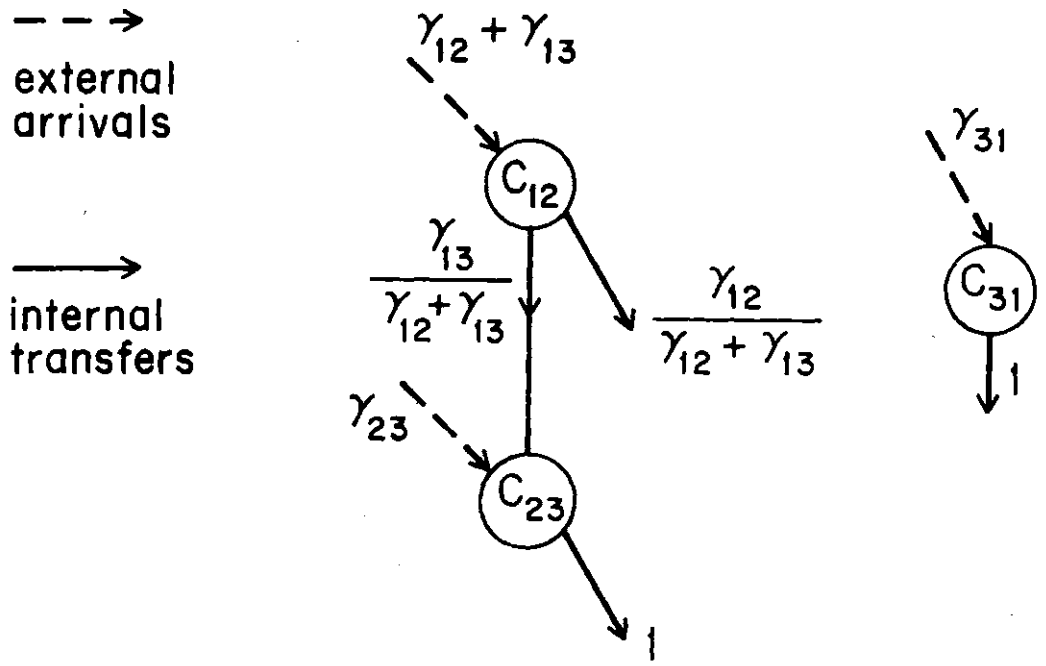 external
arrivals
internal
transfers
γ₁₂ + γ₁₃
C₁₂
γ₁₃
γ₁₂ + γ₁₃
γ₁₂
γ₁₂ + γ₁₃
γ₂₃
C₂₃
1
γ₃₁
C₃₁
1